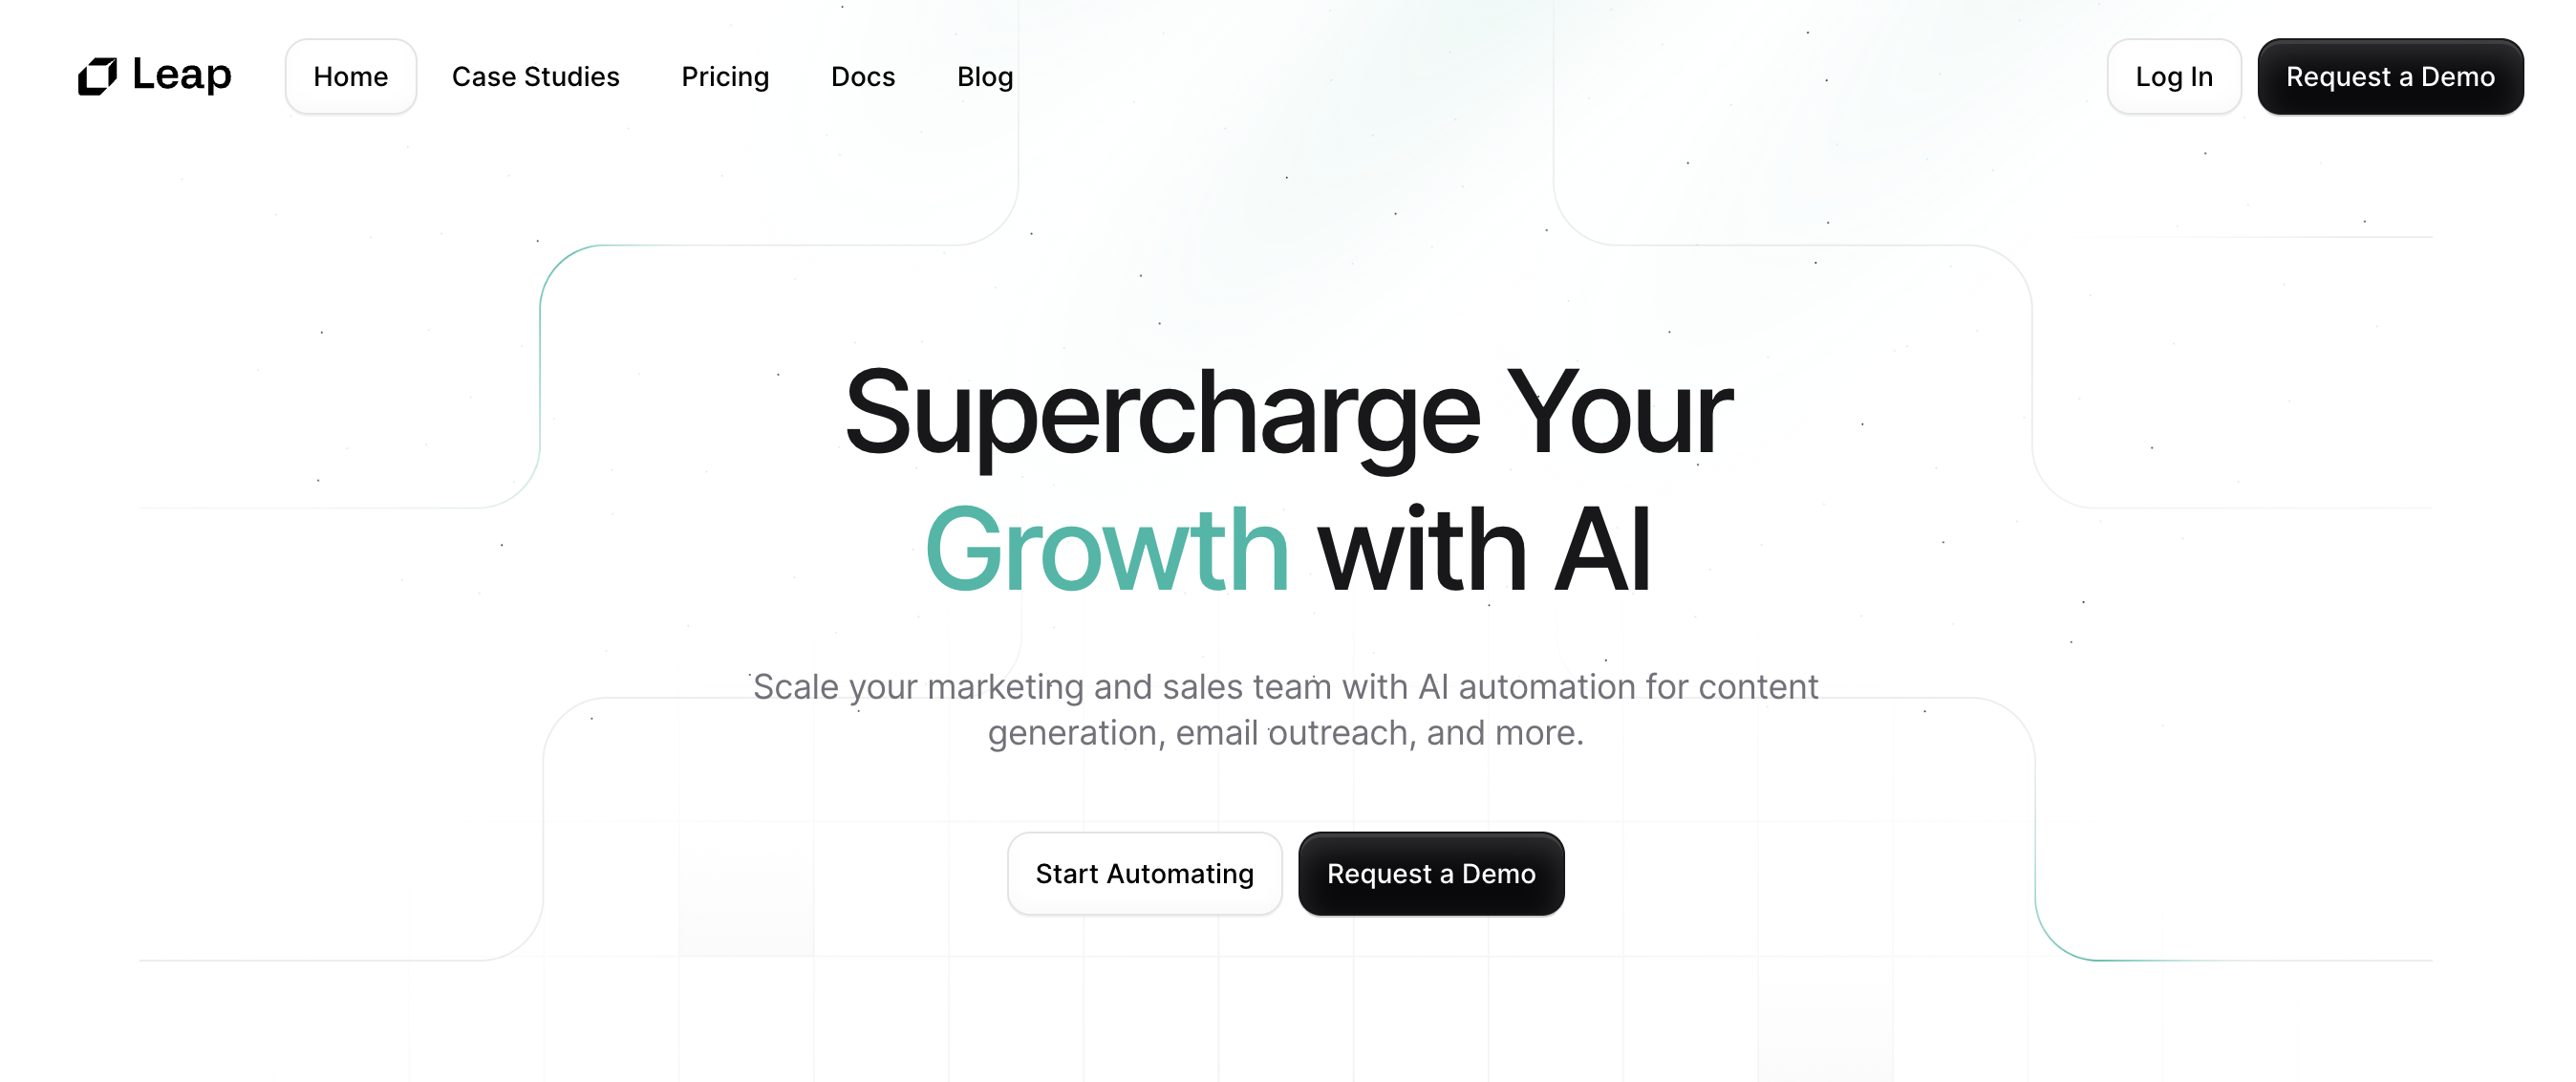 Leap
Home
Case Studies
Pricing
Docs
Blog
Log In
Request a Demo
Supercharge Your
Growth with AI
Scale your marketing and sales team with AI automation for content
generation, email outreach, and more.
Start Automating
Request a Demo